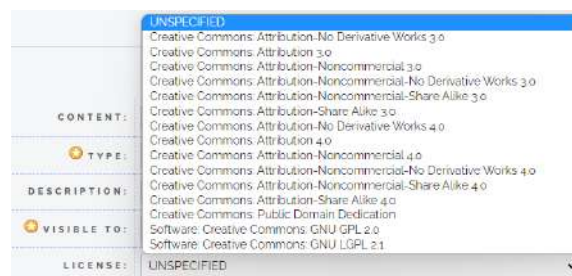 UNSPECIFIED
Creative Commons: Attribution-No Derivative Works 3.0
Creative Commons: Attribution 3.0
Creative Commons: Attribution-Noncommercial 3.0
Creative Commons: Attribution-Noncommercial-No Derivative Works 3.0
Creative Commons: Attribution-Noncommercial-Share Alike 3.0
Creative Commons: Attribution-Share Alike 3.0
Creative Commons: Attribution-No Derivative Works 4.0
Creative Commons: Attribution 4.0
Creative Commons: Attribution-Noncommercial 4.0
Creative Commons: Attribution-Noncommercial-No Derivative Works 4.0
Creative Commons: Attribution-Noncommercial-Share Alike 4.0
Creative Commons: Attribution-Share Alike 4.0
Creative Commons: Public Domain Dedication
Software: Creative Commons: GNU GPL 2.0
Software: Creative Commons: GNU LGPL 2.1
CONTENT:
TYPE:
DESCRIPTION:
VISIBLE TO:
LICENSE: UNSPECIFIED